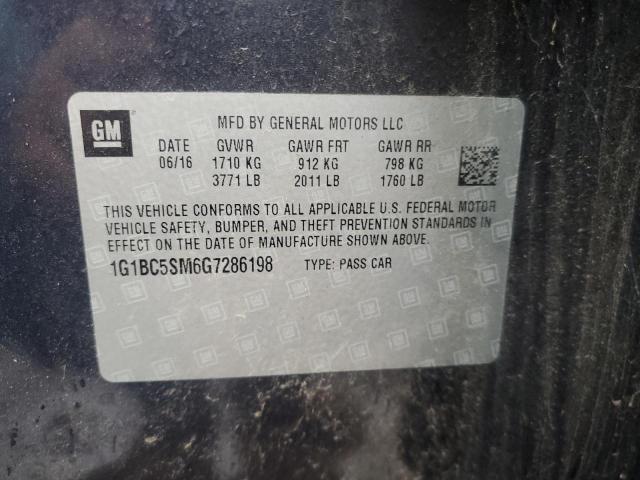 GM
MFD BY GENERAL MOTORS LLC
DATE GVWR GAWR FRT GAWR RR
06/16 1710 KG 912 KG 798 KG
3771 LB 2011 LB 1760 LB
THIS VEHICLE CONFORMS TO ALL APPLICABLE U.S. FEDERAL MOTOR
VEHICLE SAFETY, BUMPER, AND THEFT PREVENTION STANDARDS IN
EFFECT ON THE DATE OF MANUFACTURE SHOWN ABOVE.
1G1BC5SM6G7286198 TYPE: PASS CAR